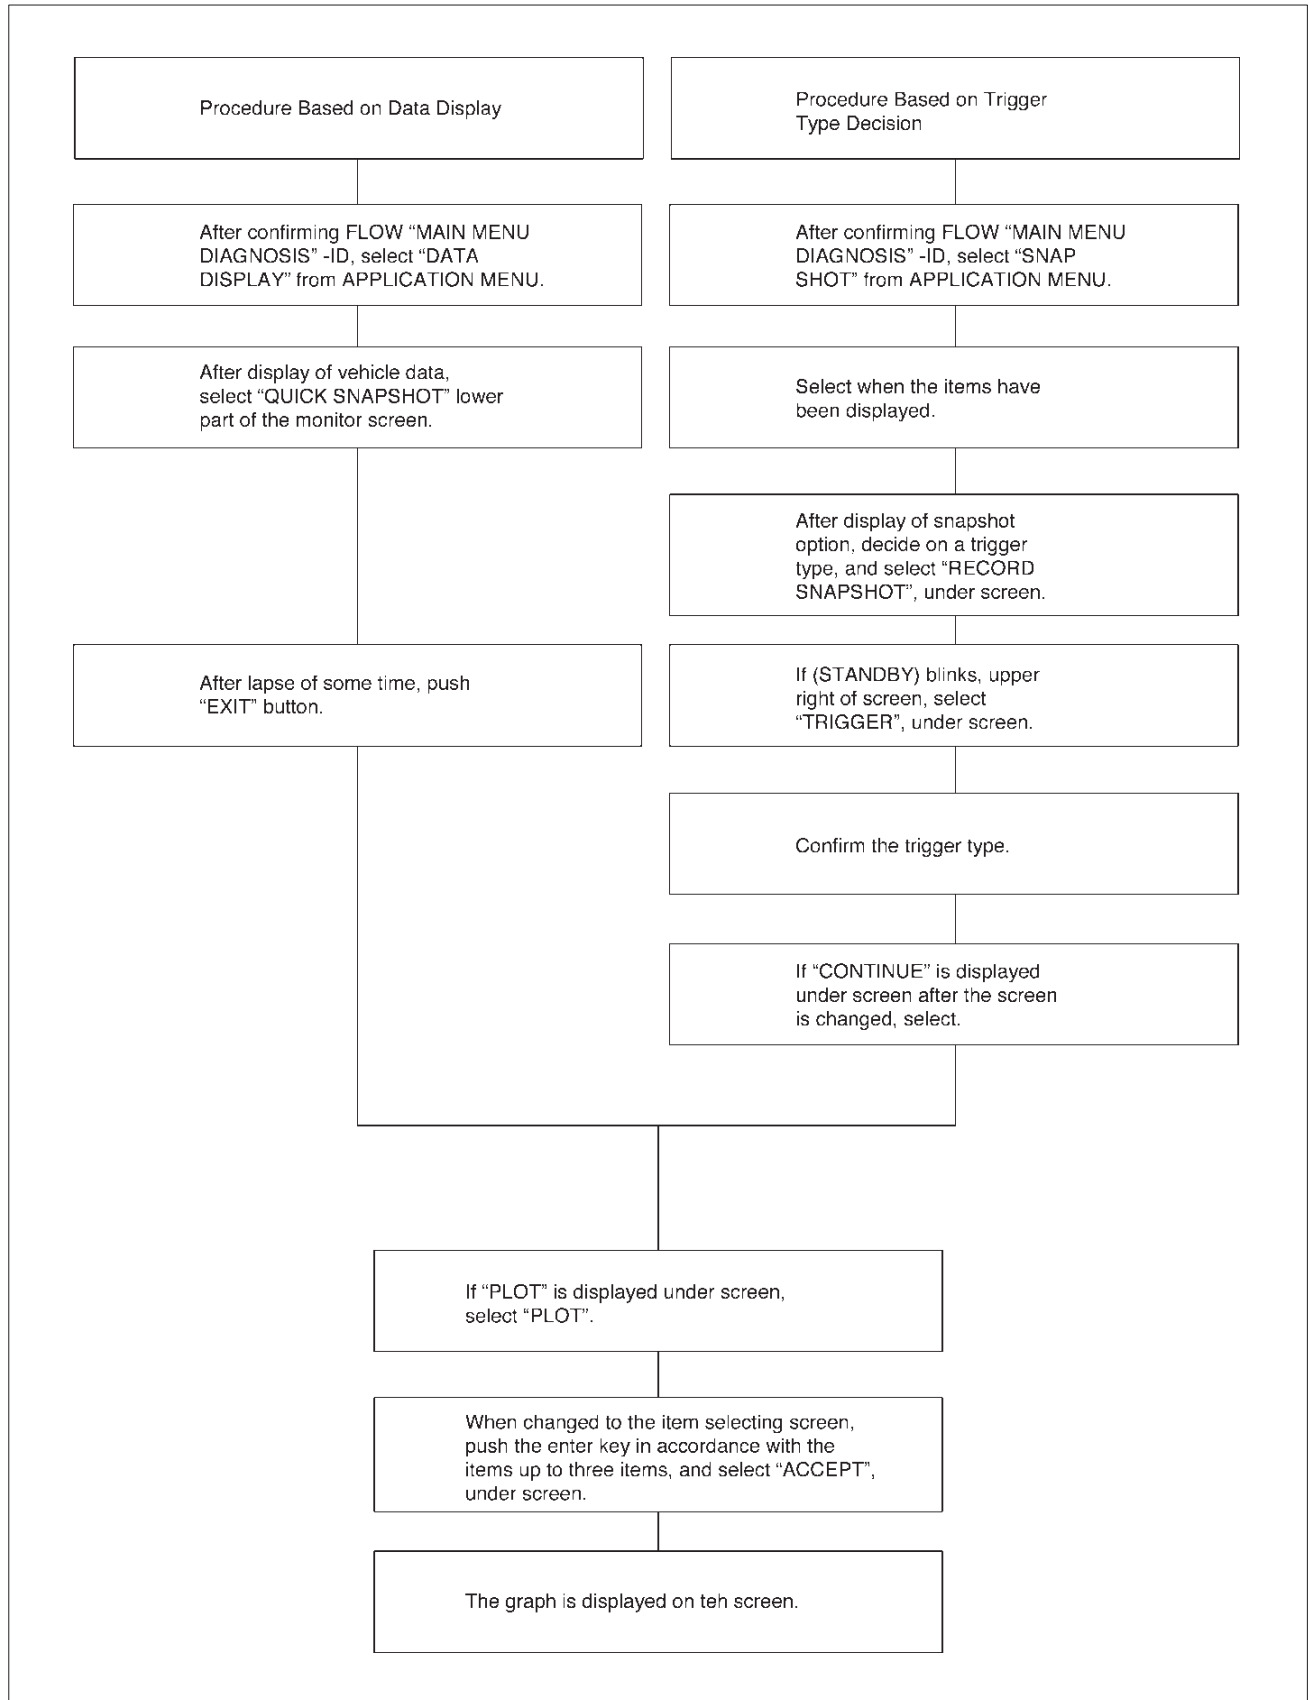 Procedure Based on Data Display
Procedure Based on Trigger
Type Decision
After confirming FLOW “MAIN MENU
DIAGNOSIS” -ID, select “DATA
DISPLAY” from APPLICATION MENU.
After confirming FLOW “MAIN MENU
DIAGNOSIS” -ID, select “SNAP
SHOT” from APPLICATION MENU.
After display of vehicle data,
select “QUICK SNAPSHOT” lower
part of the monitor screen.
Select when the items have
been displayed.
After display of snapshot
option, decide on a trigger
type, and select “RECORD
SNAPSHOT”, under screen.
After lapse of some time, push
“EXIT” button.
If (STANDBY) blinks, upper
right of screen, select
“TRIGGER”, under screen.
Confirm the trigger type.
If “CONTINUE” is displayed
under screen after the screen
is changed, select.
If “PLOT” is displayed under screen,
select “PLOT”.
When changed to the item selecting screen,
push the enter key in accordance with the
items up to three items, and select “ACCEPT”,
under screen.
The graph is displayed on teh screen.